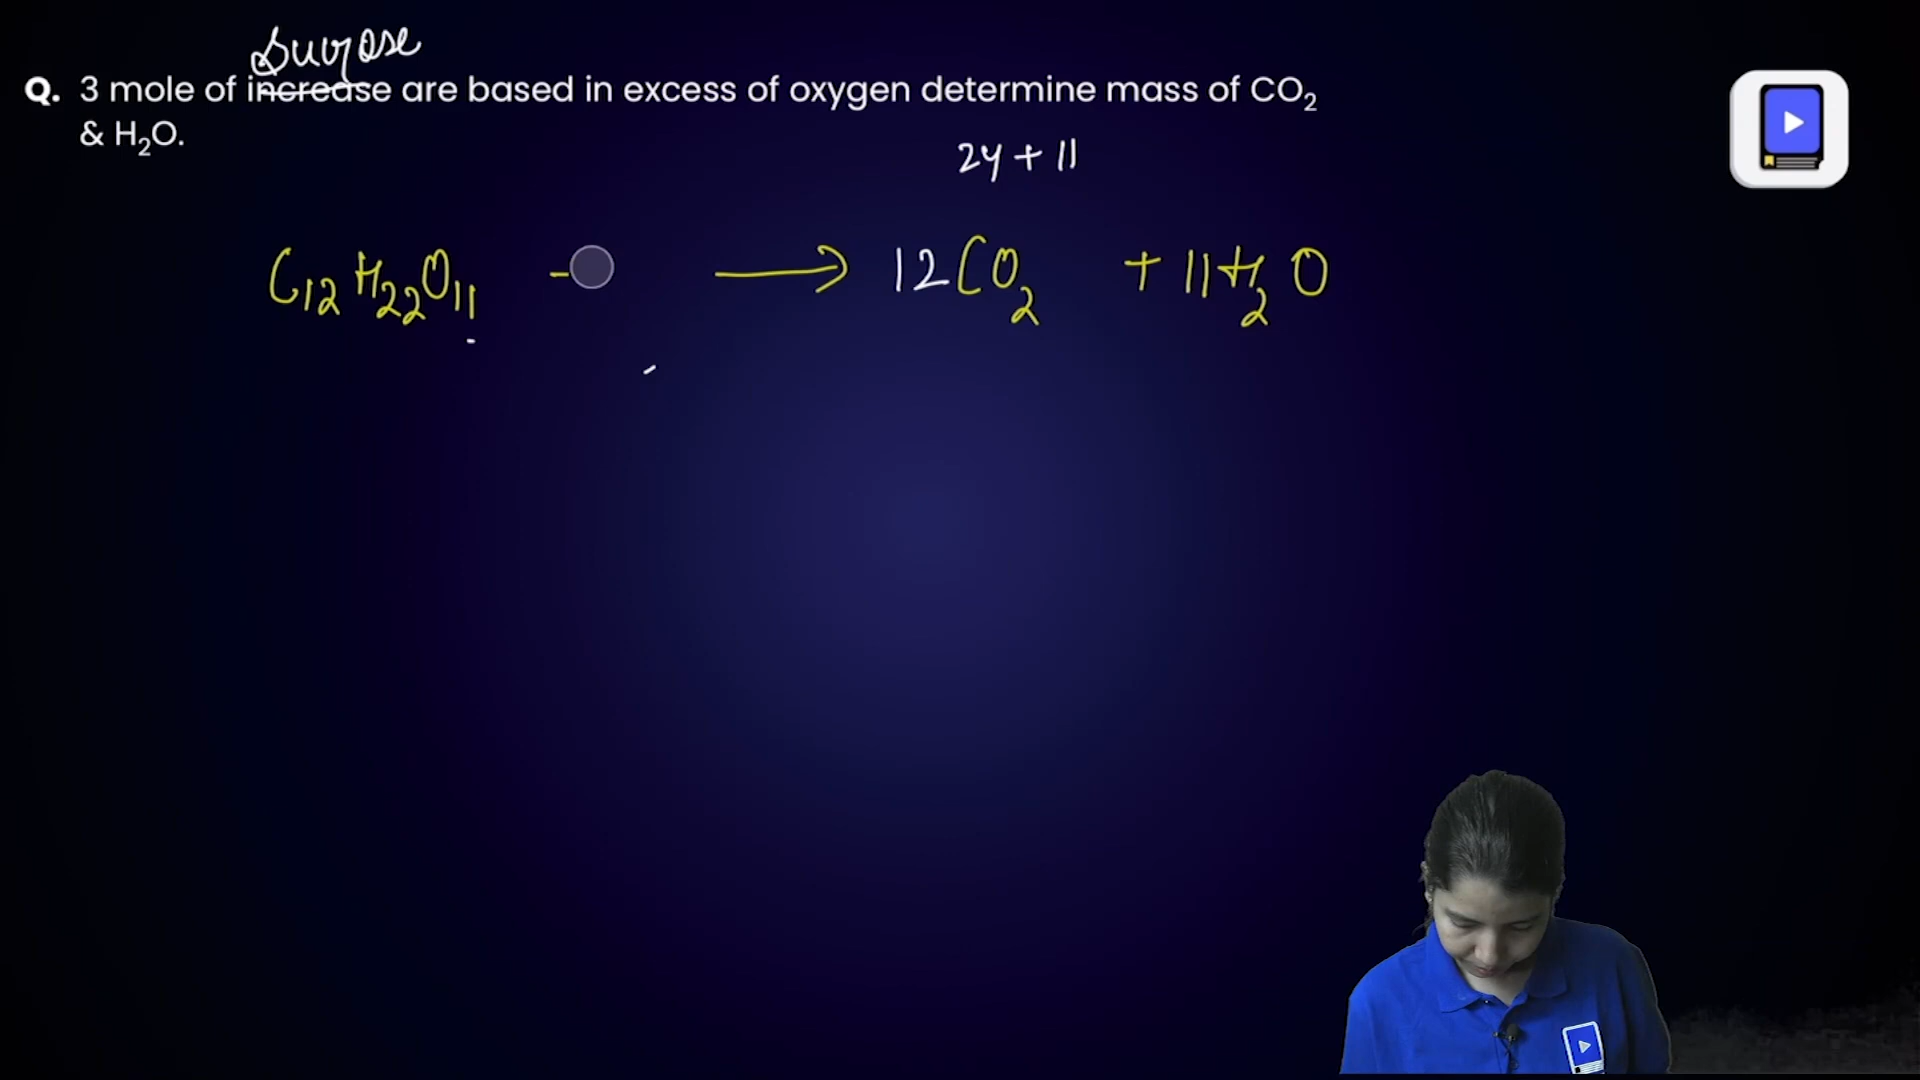 Sucrose
Q. 3 mole of increase are based in excess of oxygen determine mass of CO₂
& H₂O.
24 + 11
C₁₂H₂₂O₁₁ - → 12CO₂ + 11H₂O